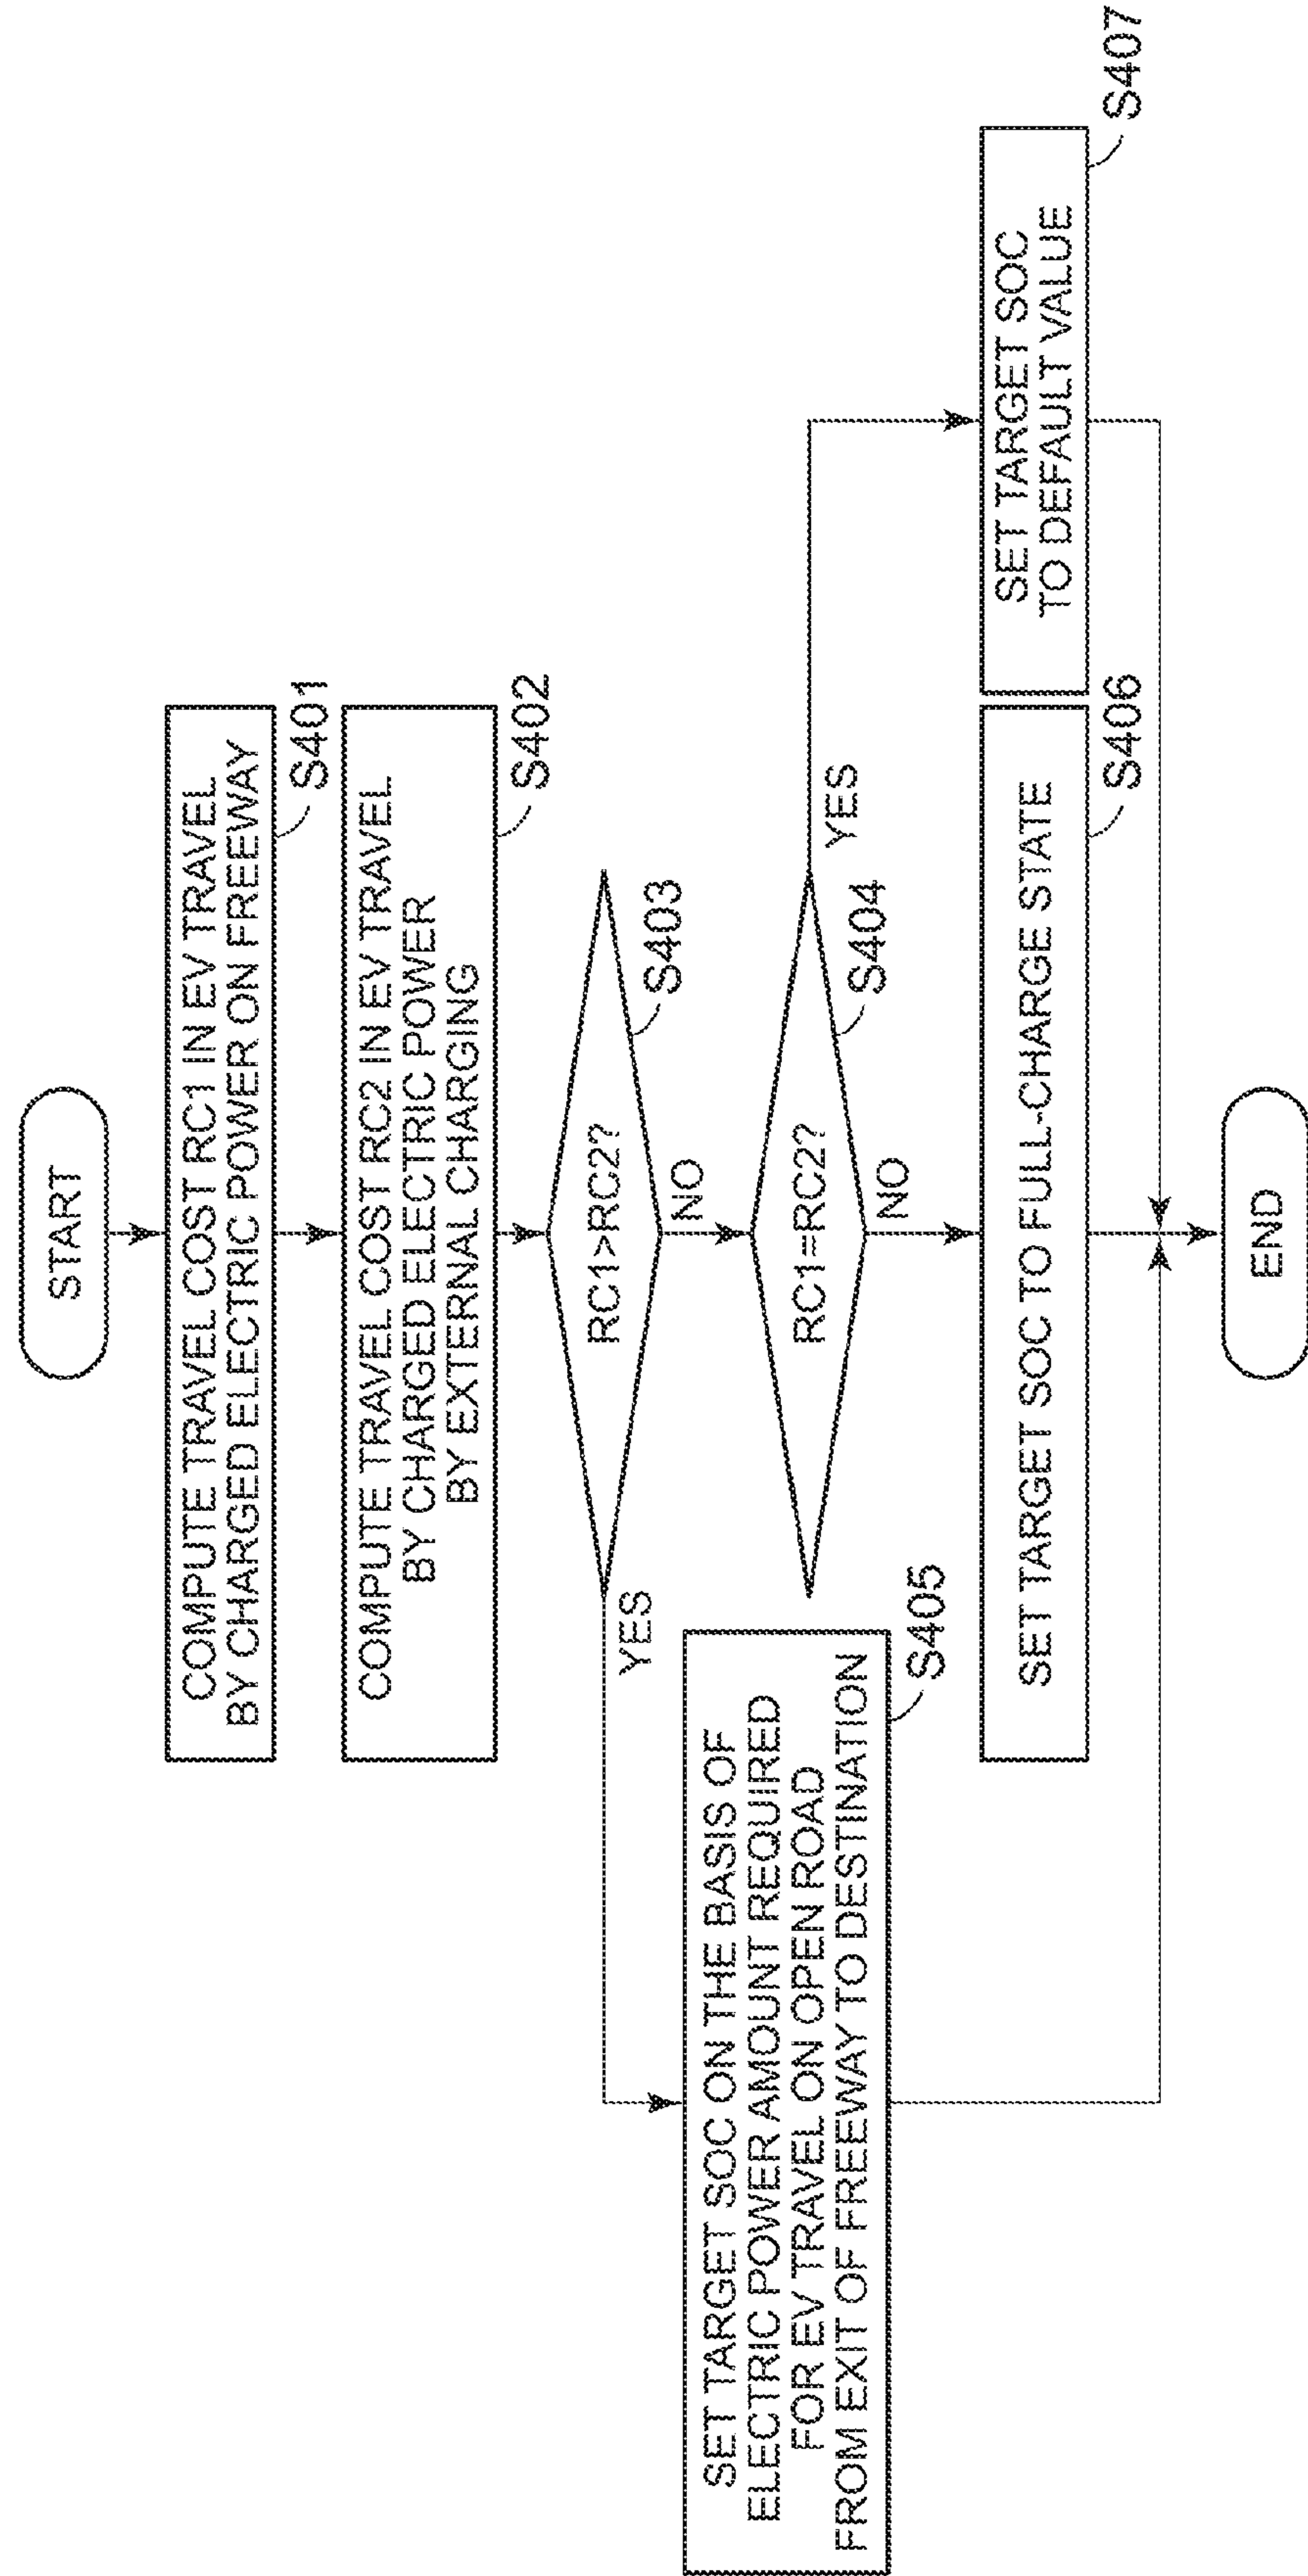 START
COMPUTE TRAVEL COST RC1 IN EV TRAVEL
BY CHARGED ELECTRIC POWER ON FREEWAY
S401
COMPUTE TRAVEL COST RC2 IN EV TRAVEL
BY CHARGED ELECTRIC POWER
BY EXTERNAL CHARGING
S402
RC1>RC2?
S403
YES
NO
RC1=RC2?
S404
YES
NO
SET TARGET SOC ON THE BASIS OF
ELECTRIC POWER AMOUNT REQUIRED
FOR EV TRAVEL ON OPEN ROAD
FROM EXIT OF FREEWAY TO DESTINATION
S405
SET TARGET SOC TO FULL-CHARGE STATE
S406
SET TARGET SOC
TO DEFAULT VALUE
S407
END